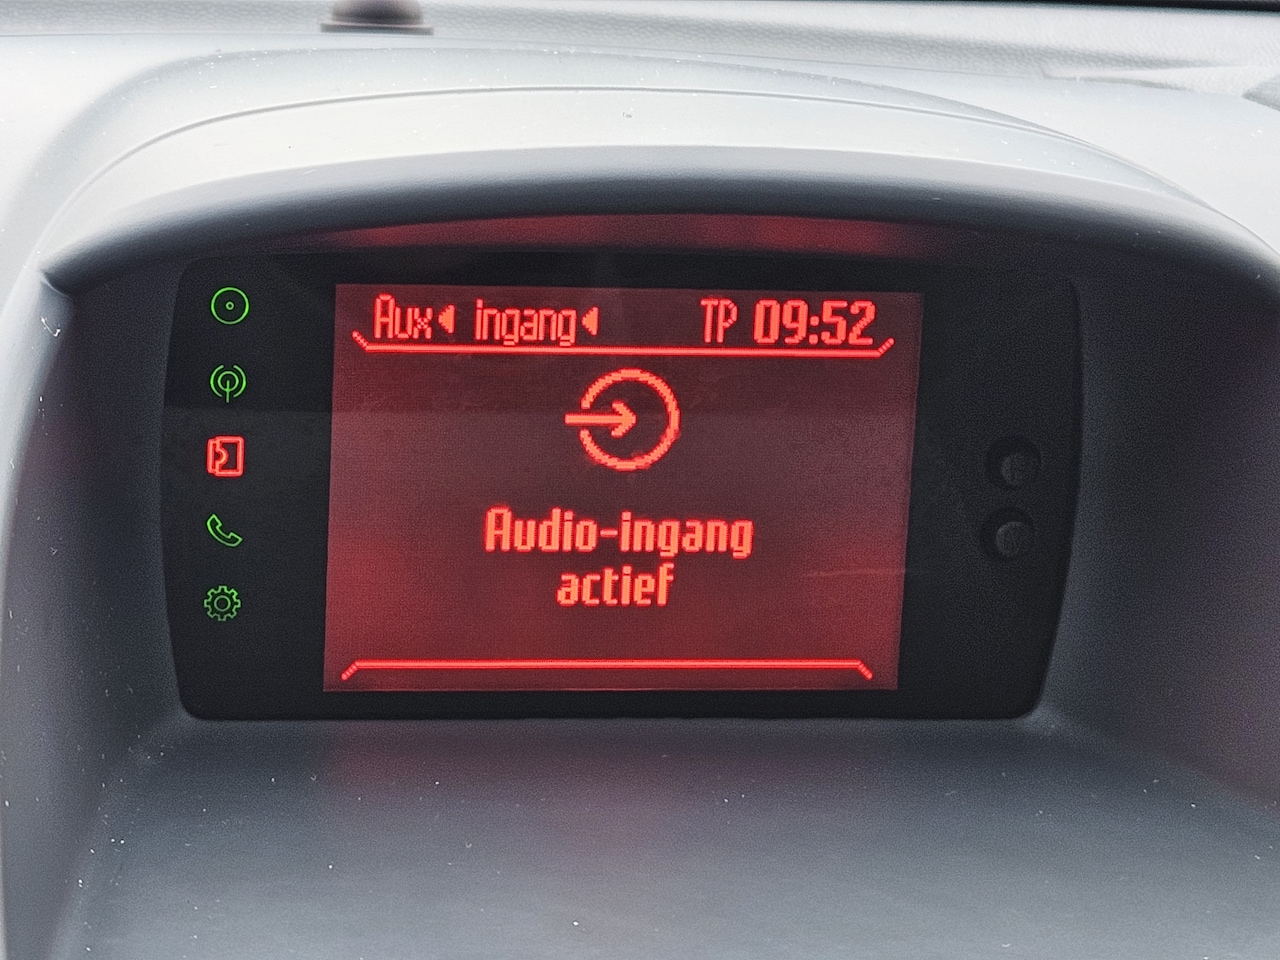 Aux ingang TP 09:52
Audio-ingang
actief